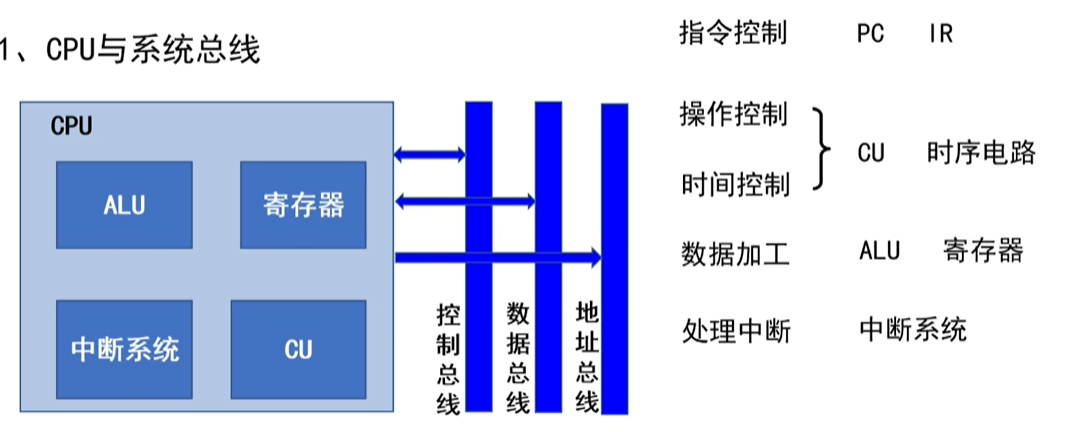 1、CPU与系统总线
CPU
ALU
寄存器
中断系统
CU
控制总线
数据总线
地址总线
指令控制 PC IR
操作控制
时间控制
CU 时序电路
数据加工 ALU 寄存器
处理中断 中断系统